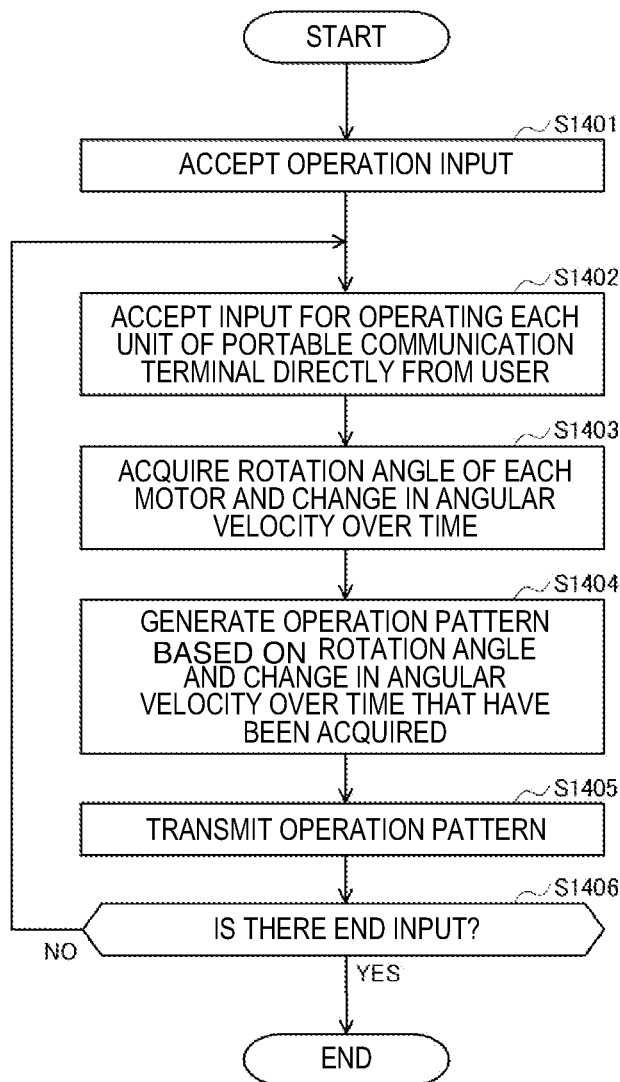 START
S1401
ACCEPT OPERATION INPUT
S1402
ACCEPT INPUT FOR OPERATING EACH
UNIT OF PORTABLE COMMUNICATION
TERMINAL DIRECTLY FROM USER
S1403
ACQUIRE ROTATION ANGLE OF EACH
MOTOR AND CHANGE IN ANGULAR
VELOCITY OVER TIME
S1404
GENERATE OPERATION PATTERN
BASED ON ROTATION ANGLE
AND CHANGE IN ANGULAR
VELOCITY OVER TIME THAT HAVE
BEEN ACQUIRED
S1405
TRANSMIT OPERATION PATTERN
S1406
IS THERE END INPUT?
NO
YES
END